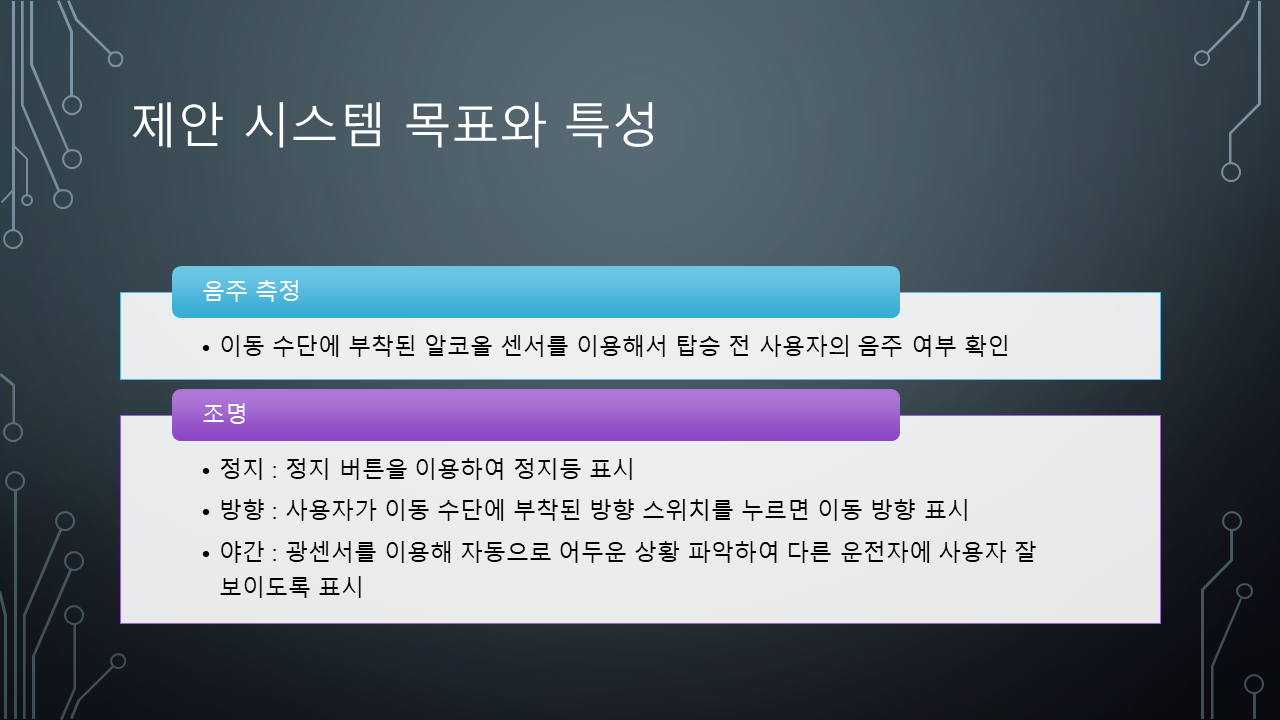 제안 시스템 목표와 특성
음주 측정
• 이동 수단에 부착된 알코올 센서를 이용해서 탑승 전 사용자의 음주 여부 확인
조명
• 정지 : 정지 버튼을 이용하여 정지등 표시
• 방향 : 사용자가 이동 수단에 부착된 방향 스위치를 누르면 이동 방향 표시
• 야간 : 광센서를 이용해 자동으로 어두운 상황 파악하여 다른 운전자에 사용자 잘
보이도록 표시